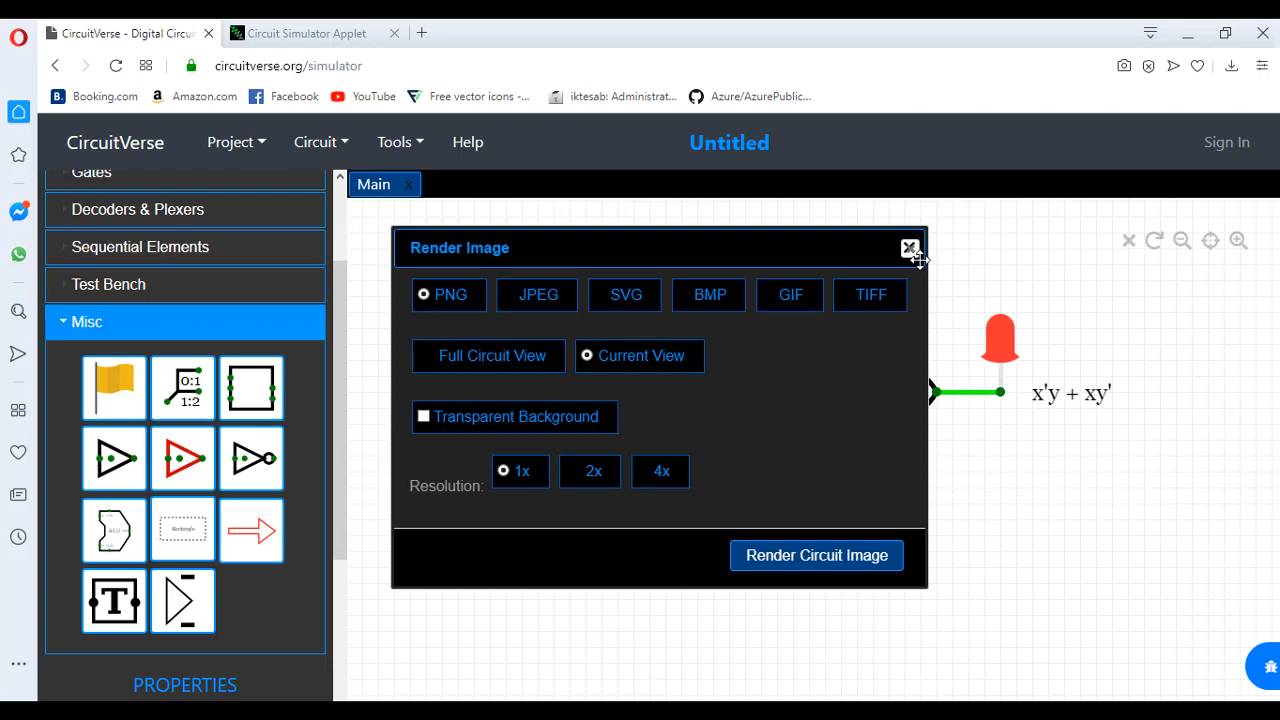 CircuitVerse - Digital Circui
Circuit Simulator Applet
circuitverse.org/simulator
Booking.com
Amazon.com
Facebook
YouTube
Free vector icons -...
iktesab: Administrat...
Azure/AzurePublic...
CircuitVerse
Project
Circuit
Tools
Help
Untitled
Sign In
Gates
Decoders & Plexers
Sequential Elements
Test Bench
Misc
0:1
1:2
ALU
Rectangle
T
PROPERTIES
Main x
Render Image
PNG JPEG SVG BMP GIF TIFF
Full Circuit View Current View
Transparent Background
Resolution: 1x 2x 4x
Render Circuit Image
x'y + xy'